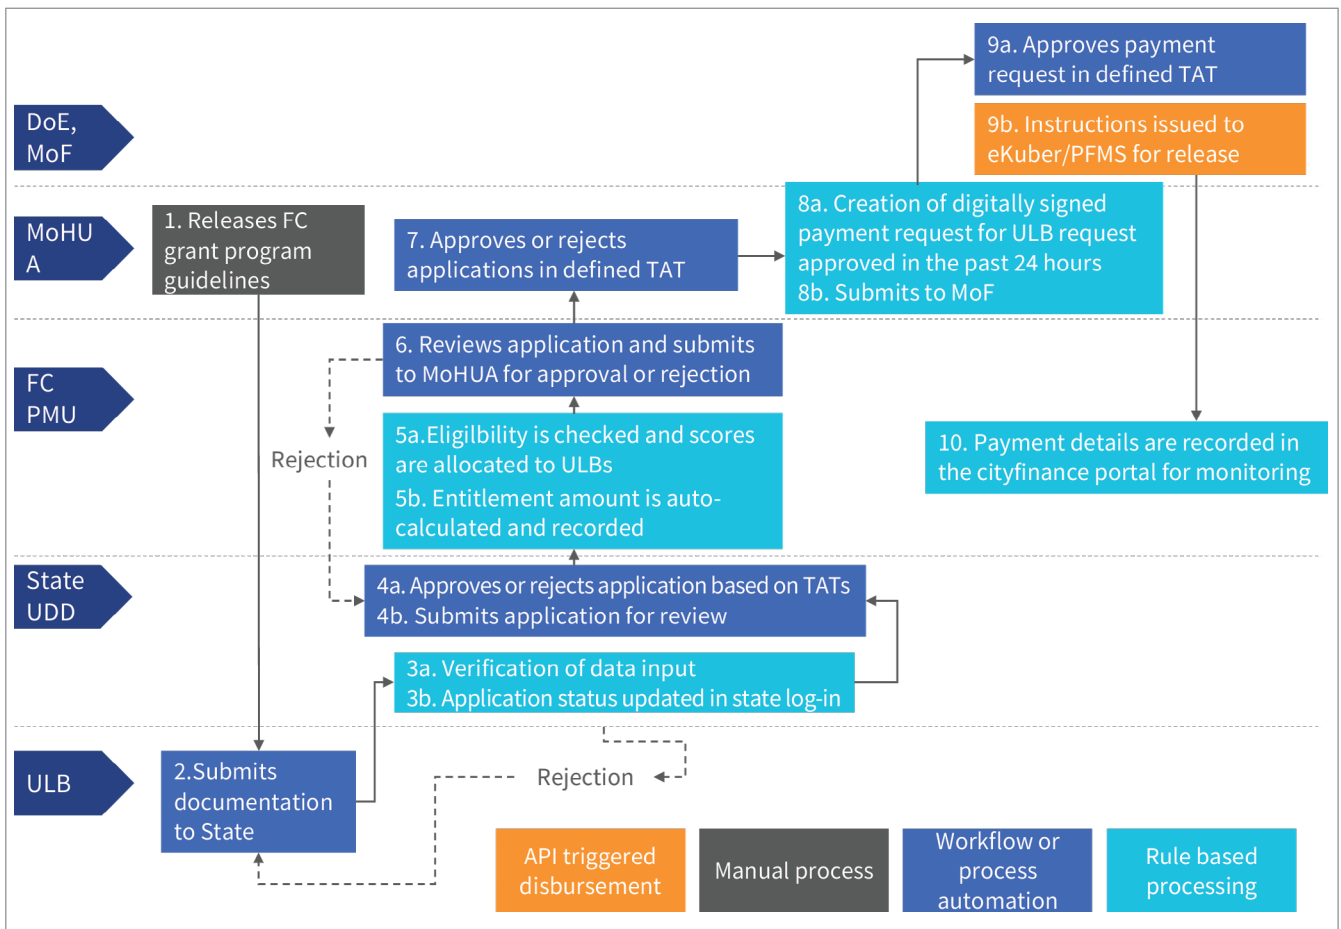 DoE,
MoF
9a. Approves payment
request in defined TAT
9b. Instructions issued to
eKuber/PFMS for release
MoHU
A
1. Releases FC
grant program
guidelines
7. Approves or rejects
applications in defined TAT
8a. Creation of digitally signed
payment request for ULB request
approved in the past 24 hours
8b. Submits to MoF
FC
PMU
6. Reviews application and submits
to MoHUA for approval or rejection
Rejection
5a.Eligilbility is checked and scores
are allocated to ULBs
5b. Entitlement amount is auto-
calculated and recorded
10. Payment details are recorded in
the cityfinance portal for monitoring
State
UDD
4a. Approves or rejects application based on TATs
4b. Submits application for review
3a. Verification of data input
3b. Application status updated in state log-in
ULB
2.Submits
documentation
to State
Rejection
API triggered
disbursement
Manual process
Workflow or
process
automation
Rule based
processing